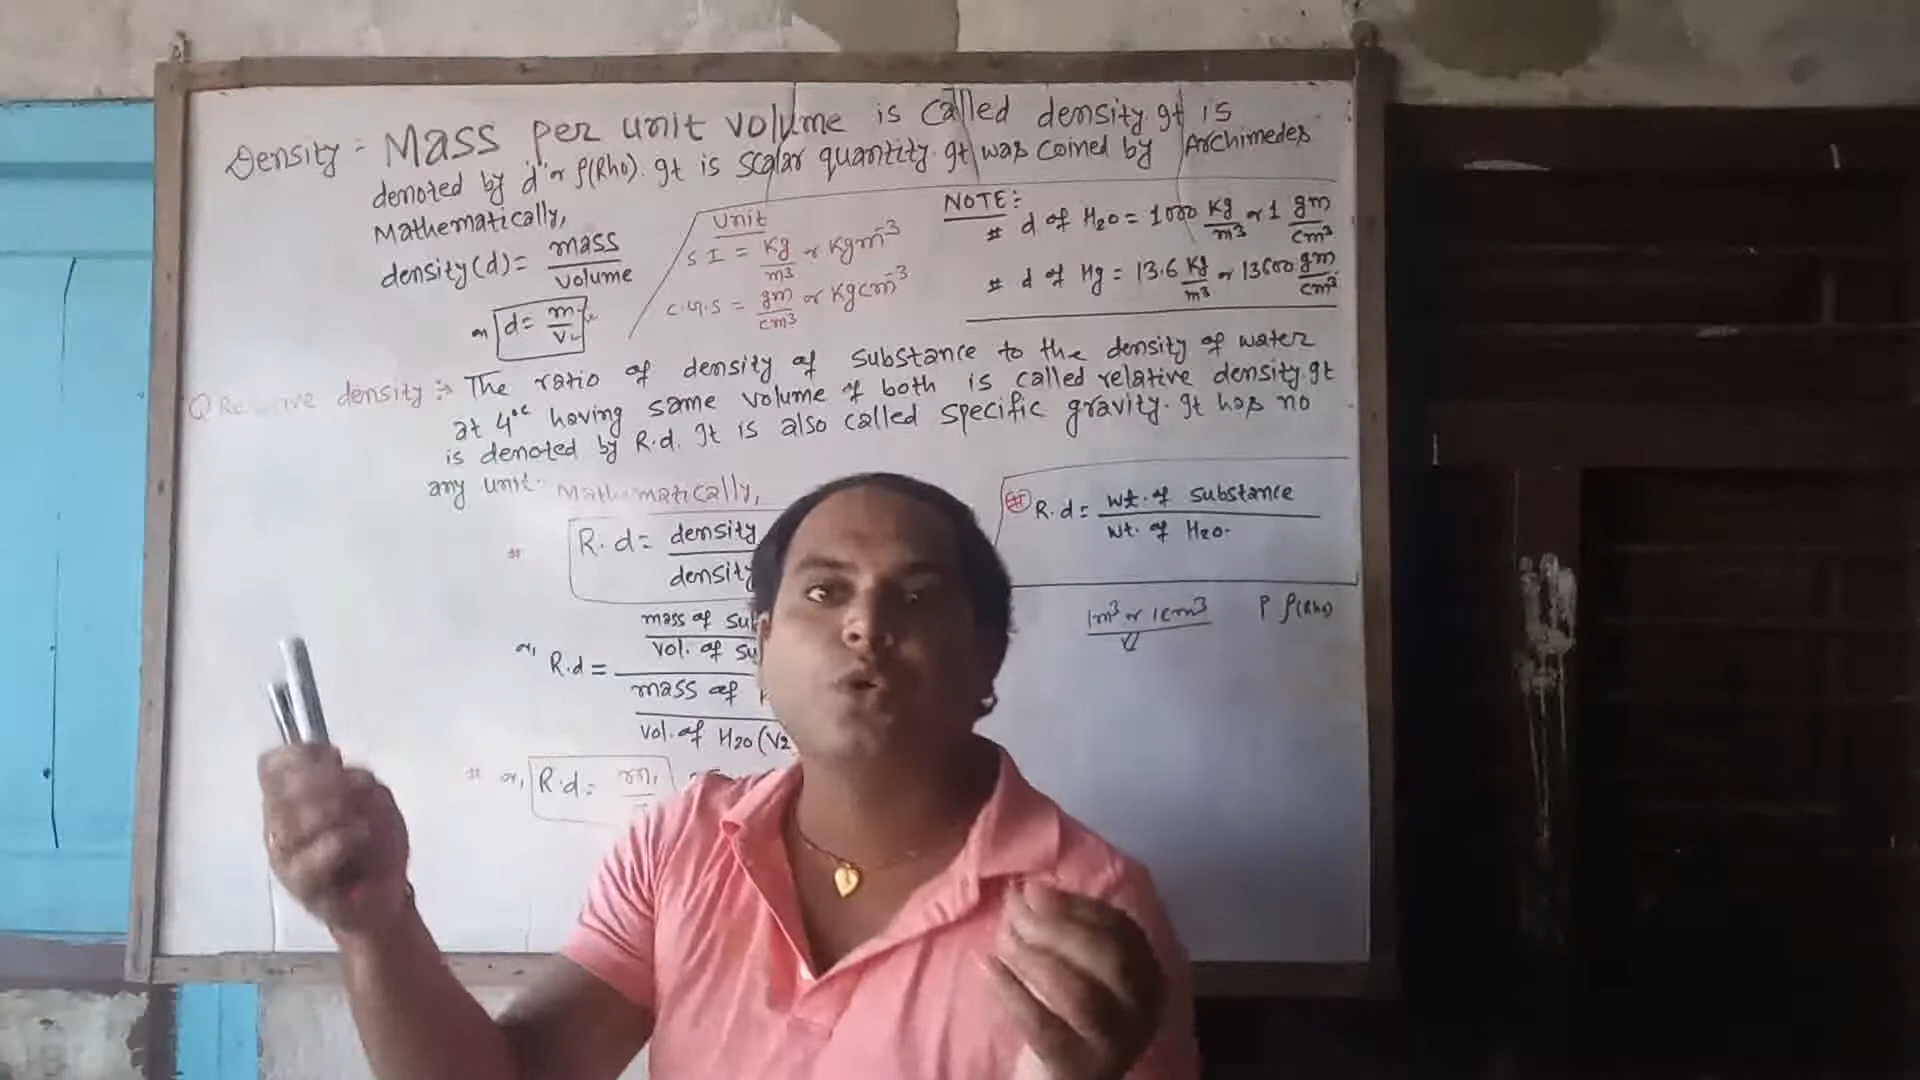 Density:- Mass per unit volume is called density. It is
denoted by 'd' or ρ(Rho). It is scalar quantity. It was coined by Archimedes
Mathematically,
density(d) = mass / volume
or, d = m/v
Unit
S I = Kg/m³ or Kgm⁻³
C.G.S = gm/cm³ or Kgcm⁻³
NOTE:
# d of H₂O = 1000 Kg/m³ or 1 gm/cm³
# d of Hg = 13.6 Kg/m³ or 13600 gm/cm³
density :- The ratio of density of substance to the density of water
at 4°c having same volume of both is called relative density. It
is denoted by R.d. It is also called specific gravity. It has no
any unit. Mathematically,
# R.d = density / density
or, R.d = mass of / vol. of / mass of / vol. of H₂O (V₂
# or, R.d = m₁
# R.d = wt. of substance / wt. of H₂O.
1m³ or 1cm³
P ρ(Rho)